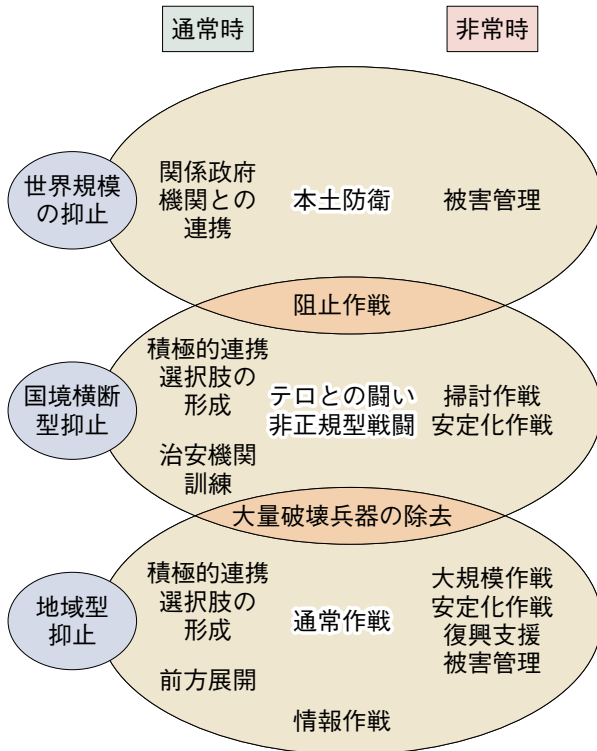 通常時
非常時
世界規模
の抑止
関係政府
機関との
連携
本土防衛
被害管理
阻止作戦
国境横断
型抑止
積極的連携
選択肢の
形成
治安機関
訓練
テロとの闘い
非正規型戦闘
掃討作戦
安定化作戦
大量破壊兵器の除去
地域型
抑止
積極的連携
選択肢の
形成
前方展開
通常作戦
大規模作戦
安定化作戦
復興支援
被害管理
情報作戦